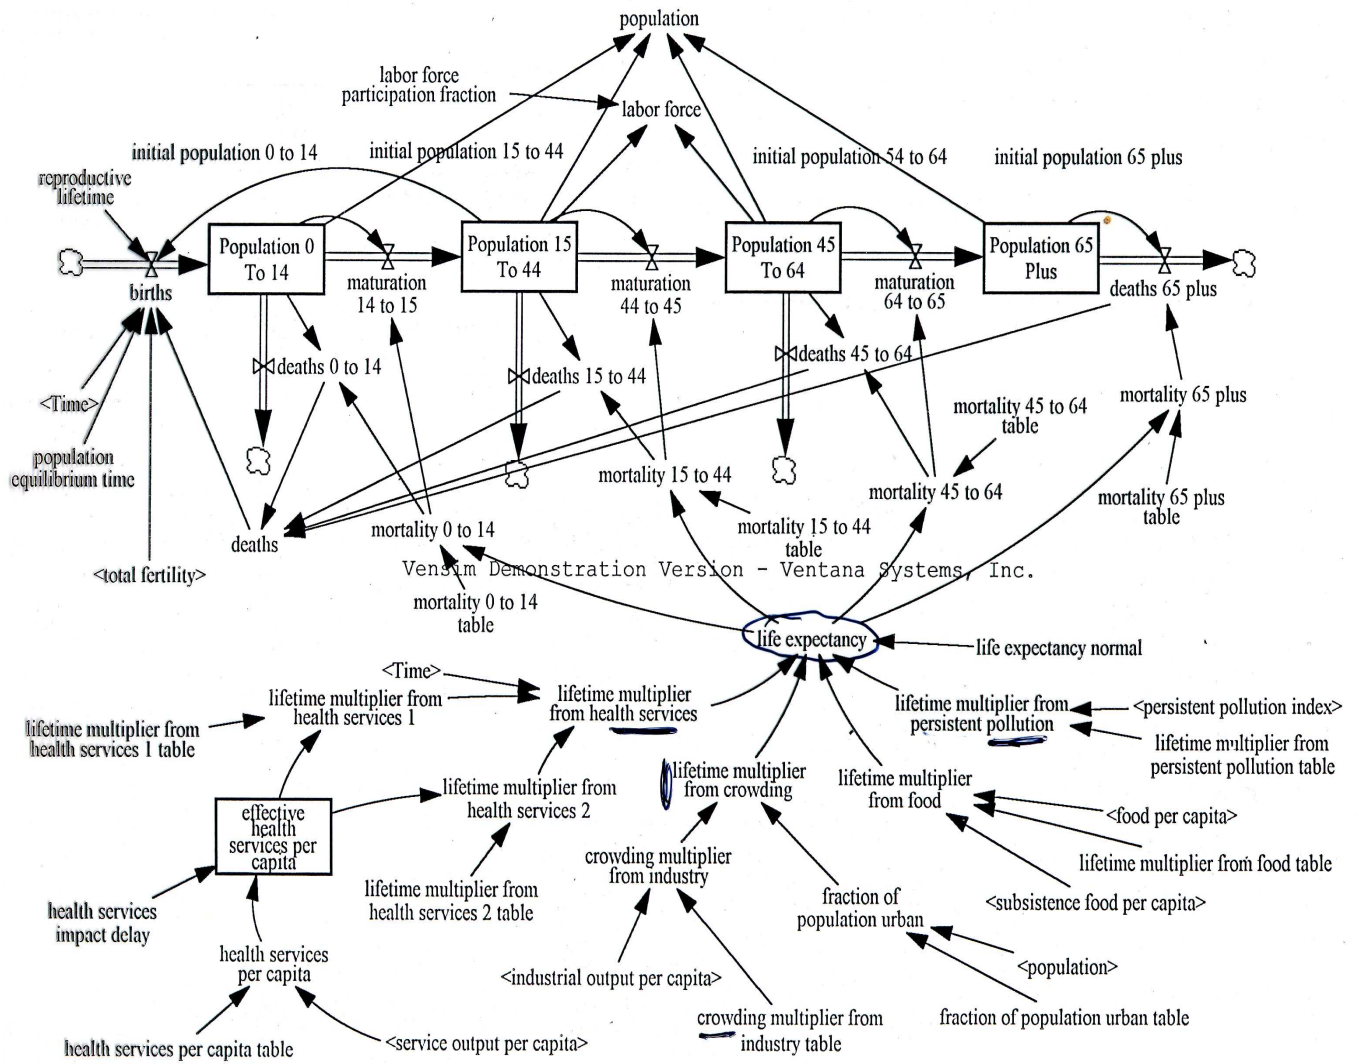 population
labor force
participation fraction
labor force
initial population 0 to 14
initial population 15 to 44
initial population 54 to 64
initial population 65 plus
reproductive
lifetime
Population 0
To 14
Population 15
To 44
Population 45
To 64
Population 65
Plus
births
maturation
14 to 15
maturation
44 to 45
maturation
64 to 65
deaths 65 plus
deaths 0 to 14
deaths 15 to 44
deaths 45 to 64
<Time>
population
equilibrium time
mortality 65 plus
mortality 45 to 64
table
mortality 15 to 44
mortality 45 to 64
mortality 65 plus
table
deaths
mortality 0 to 14
mortality 15 to 44
table
<total fertility>
Vensim Demonstration Version - Ventana Systems, Inc.
mortality 0 to 14
table
life expectancy
life expectancy normal
<Time>
lifetime multiplier from
health services 1
lifetime multiplier
from health services
lifetime multiplier from
persistent pollution
<persistent pollution index>
lifetime multiplier from
health services 1 table
lifetime multiplier from
persistent pollution table
effective
health
services per
capita
lifetime multiplier from
health services 2
lifetime multiplier
from crowding
lifetime multiplier
from food
<food per capita>
lifetime multiplier from food table
crowding multiplier
from industry
lifetime multiplier from
health services 2 table
fraction of
population urban
<subsistence food per capita>
health services
impact delay
health services
per capita
<industrial output per capita>
<population>
crowding multiplier from
industry table
fraction of population urban table
health services per capita table
<service output per capita>